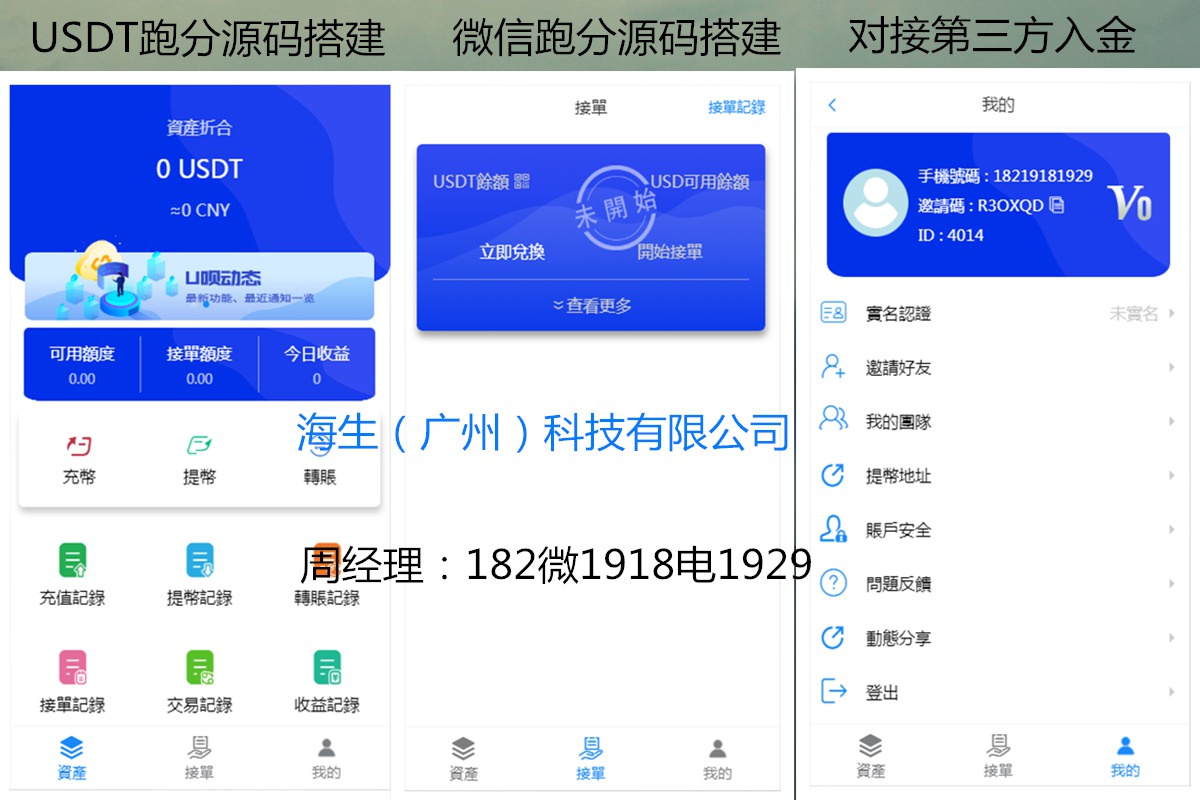 USDT跑分源码搭建
微信跑分源码搭建
对接第三方入金
資產折合
0 USDT
≈0 CNY
U呗动态
最新功能、最近通知一览
可用額度
接單額度
今日收益
0.00
0.00
0
充幣
提幣
轉賬
充值記錄
提幣記錄
轉賬記錄
接單記錄
交易記錄
收益記錄
資產
接單
我的
接單
接單記錄
USDT餘額
USD可用餘額
未開始
立即兌換
開始接單
查看更多
海生（广州）科技有限公司
周经理：182微1918电1929
資產
接單
我的
我的
手機號碼 : 18219181929
邀請碼 : R3OXQD
ID : 4014
V0
實名認證
未實名
邀請好友
我的團隊
提幣地址
賬戶安全
問題反饋
動態分享
登出
資產
接單
我的